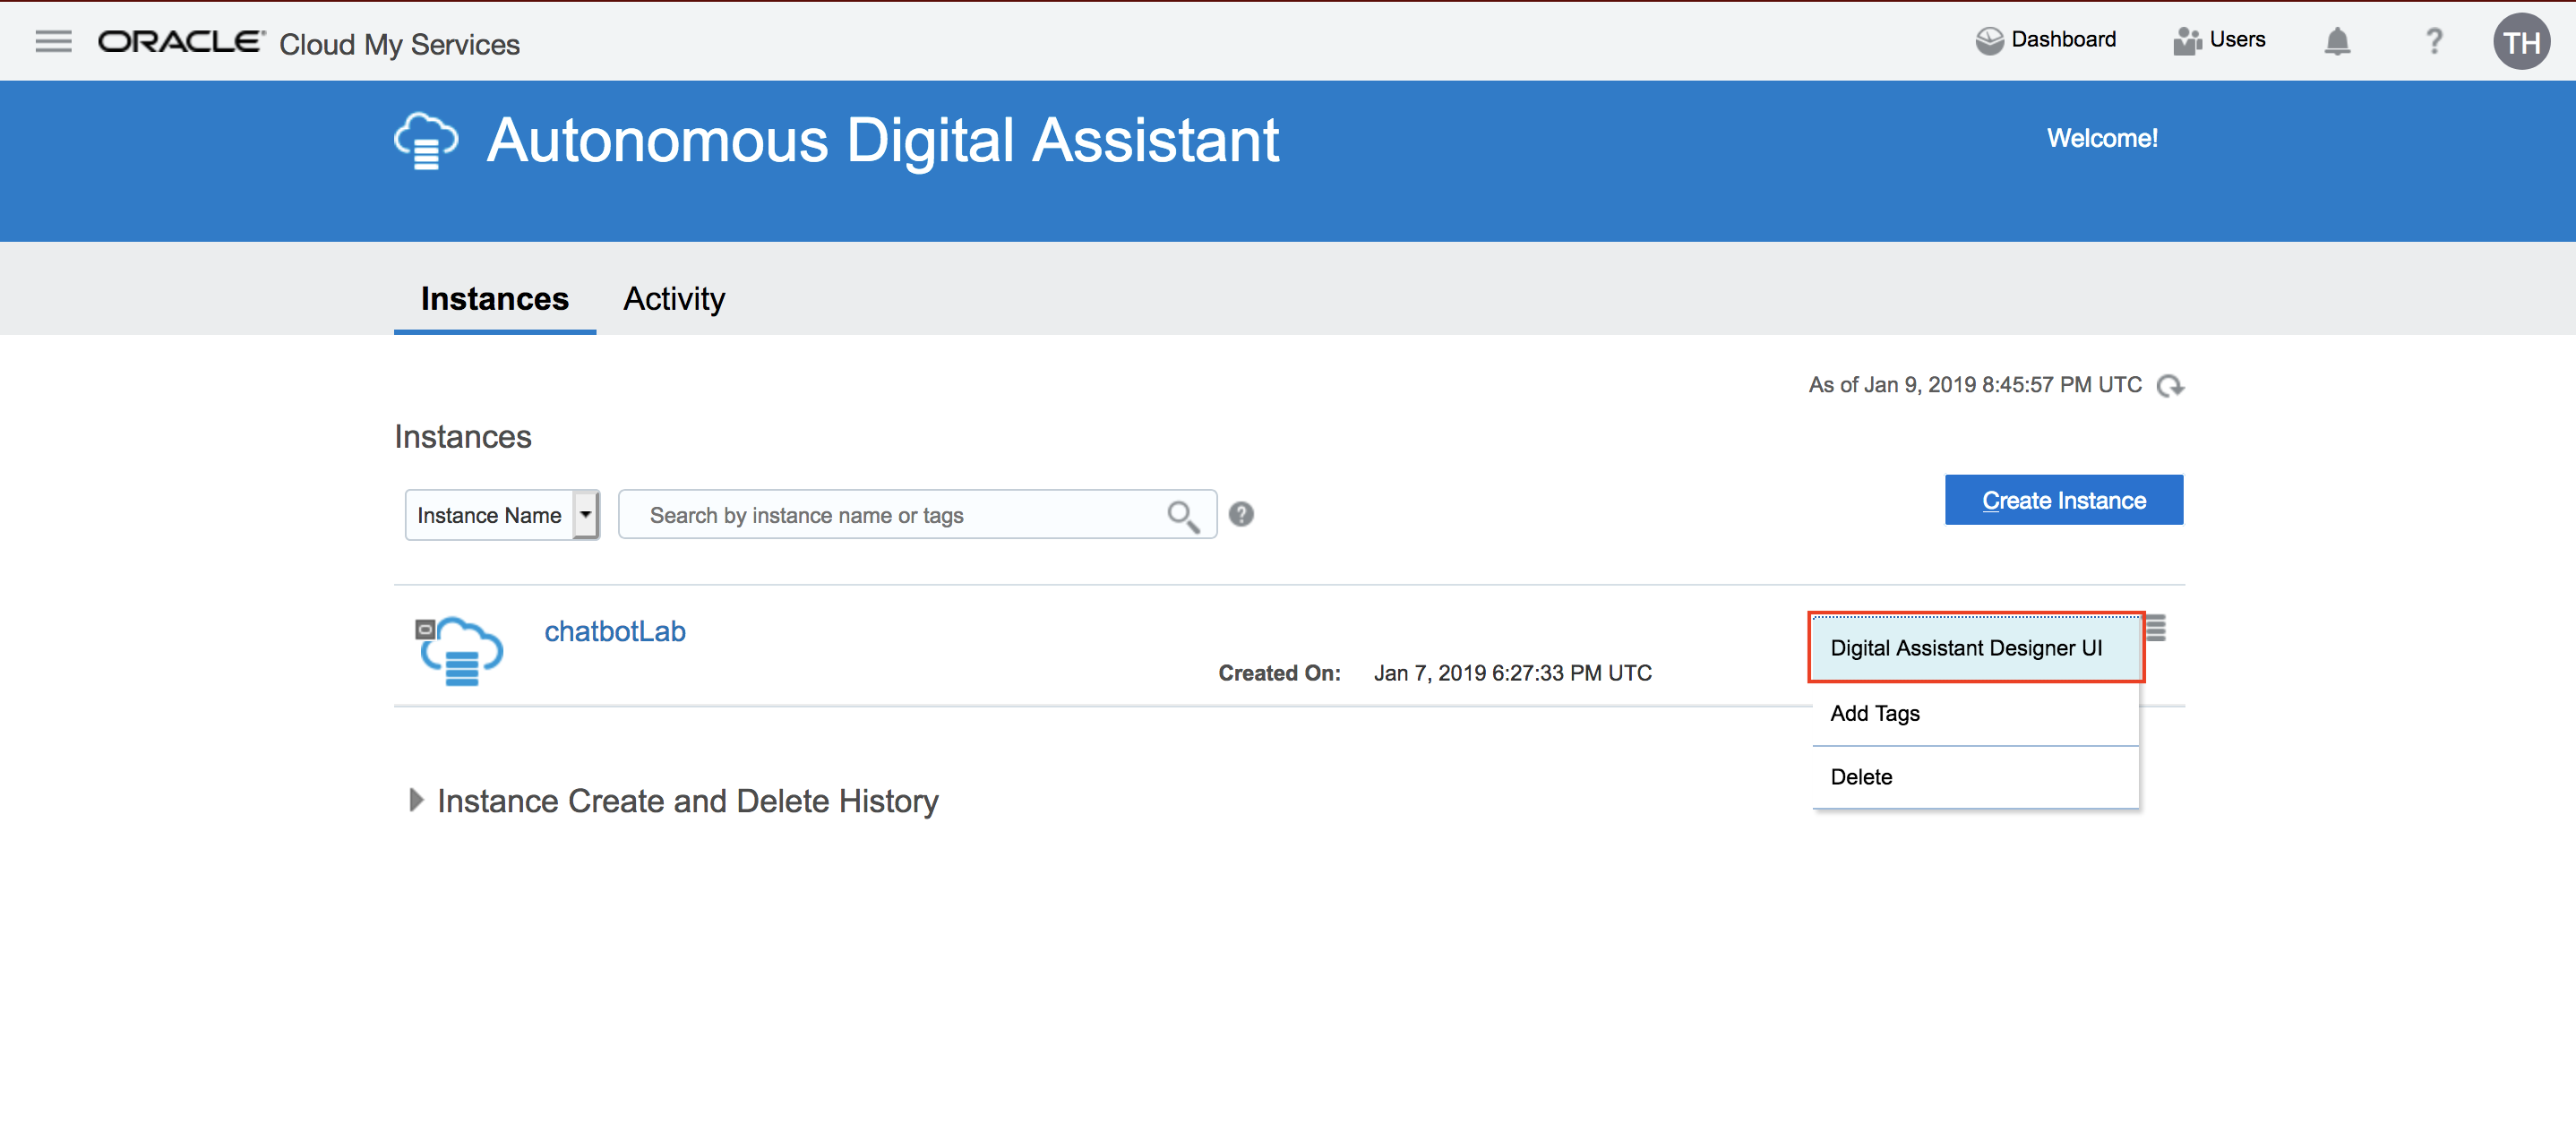 ORACLE Cloud My Services
Dashboard
Users
?
TH
Autonomous Digital Assistant
Welcome!
Instances
Activity
As of Jan 9, 2019 8:45:57 PM UTC
Instances
Instance Name
Search by instance name or tags
?
Create Instance
chatbotLab
Created On: Jan 7, 2019 6:27:33 PM UTC
Digital Assistant Designer UI
Add Tags
Delete
Instance Create and Delete History